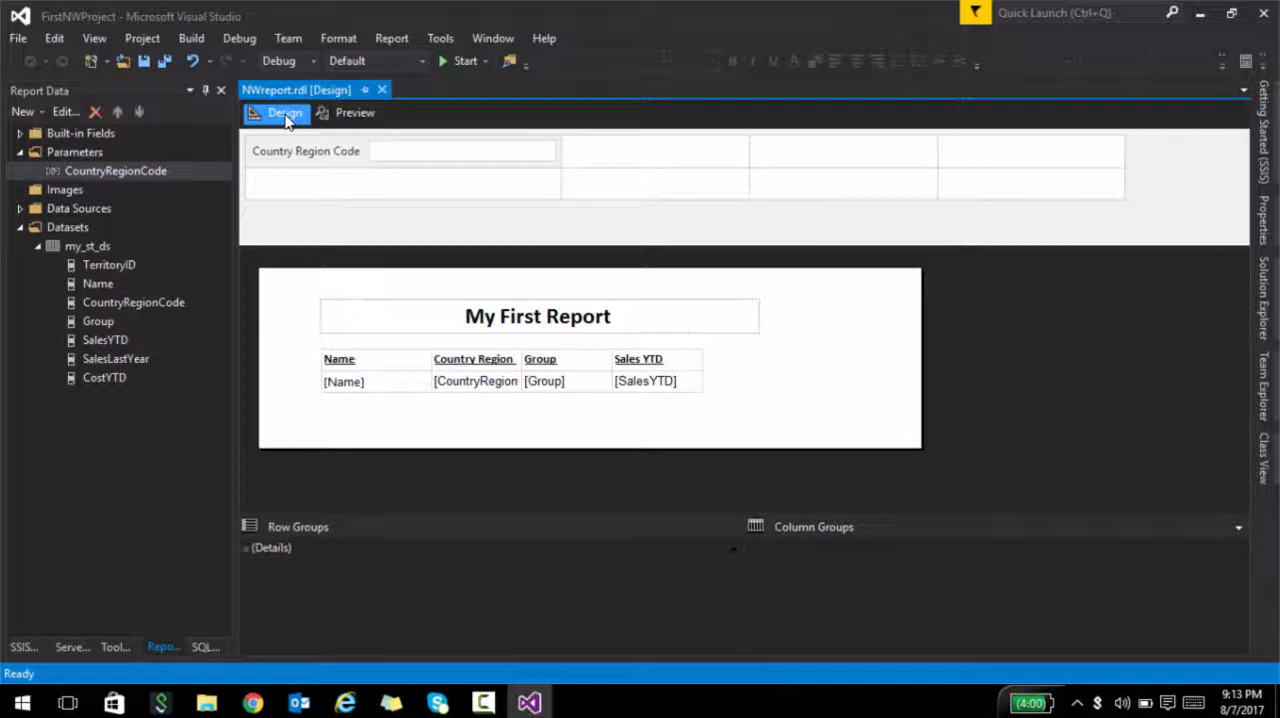 FirstNWProject - Microsoft Visual Studio
Quick Launch (Ctrl+Q)
File Edit View Project Build Debug Team Format Report Tools Window Help
Debug Default Start
Report Data
NWreport.rdl [Design]
New Edit...
Design Preview
Built-in Fields
Parameters
CountryRegionCode
Images
Data Sources
Datasets
my_st_ds
TerritoryID
Name
CountryRegionCode
Group
SalesYTD
SalesLastYear
CostYTD
Country Region Code
My First Report
Name Country Region Group Sales YTD
[Name] [CountryRegion [Group] [SalesYTD]
Row Groups
Column Groups
(Details)
Getting Started (SSIS)
Properties
Solution Explorer
Team Explorer
Class View
SSIS... Serve... Tool... Repo... SQL...
Ready
(4:00)
9:13 PM
8/7/2017